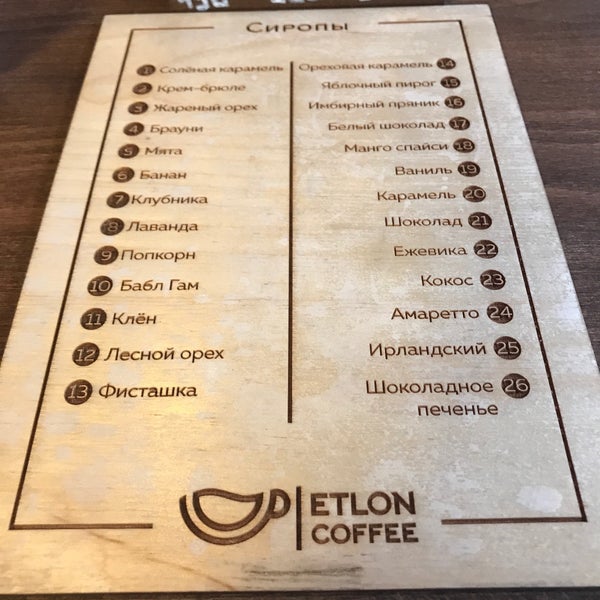 Сиропы
1 Солёная карамель
2 Крем-брюле
3 Жареный орех
4 Брауни
5 Мята
6 Банан
7 Клубника
8 Лаванда
9 Попкорн
10 Бабл Гам
11 Клён
12 Лесной орех
13 Фисташка
Ореховая карамель 14
Яблочный пирог 15
Имбирный пряник 16
Белый шоколад 17
Манго спайси 18
Ваниль 19
Карамель 20
Шоколад 21
Ежевика 22
Кокос 23
Амаретто 24
Ирландский 25
Шоколадное 26
печенье
ETLON
COFFEE